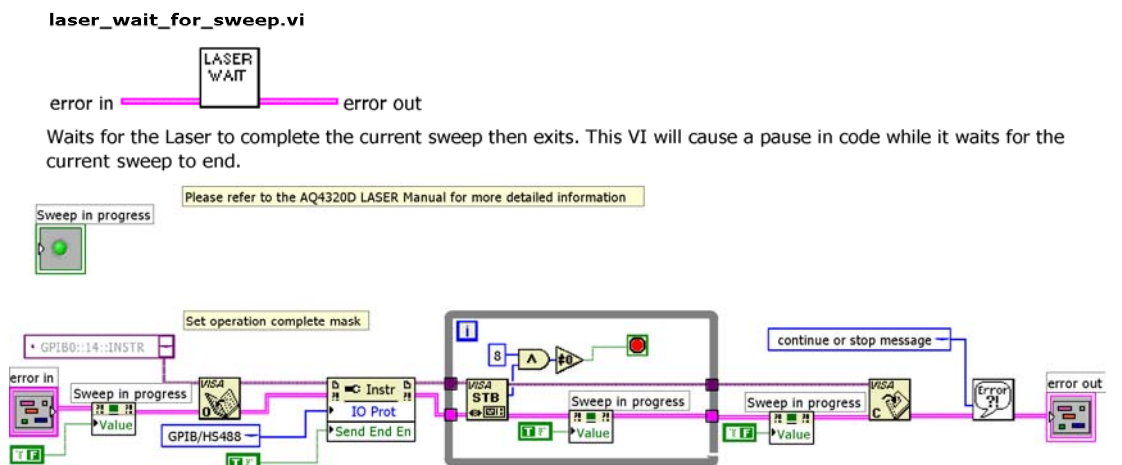 laser_wait_for_sweep.vi
LASER
WAIT
error in
error out
Waits for the Laser to complete the current sweep then exits. This VI will cause a pause in code while it waits for the
current sweep to end.
Please refer to the AQ4320D LASER Manual for more detailed information
Sweep in progress
Set operation complete mask
GPIB0::14::INSTR
i
8
∧
≠0
continue or stop message
error in
Sweep in progress
Value
T F
VISA
O
GPIB/HS488
Instr
IO Prot
Send End En
T F
VISA
STB
Sweep in progress
Value
T F
Sweep in progress
Value
T F
VISA
C
Error
?!
error out